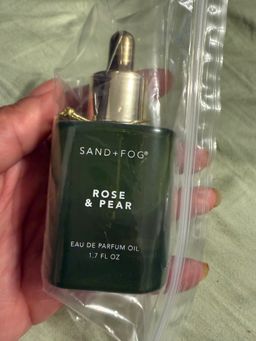 SAND+FOG®
ROSE
& PEAR
EAU DE PARFUM OIL
1.7 FL OZ